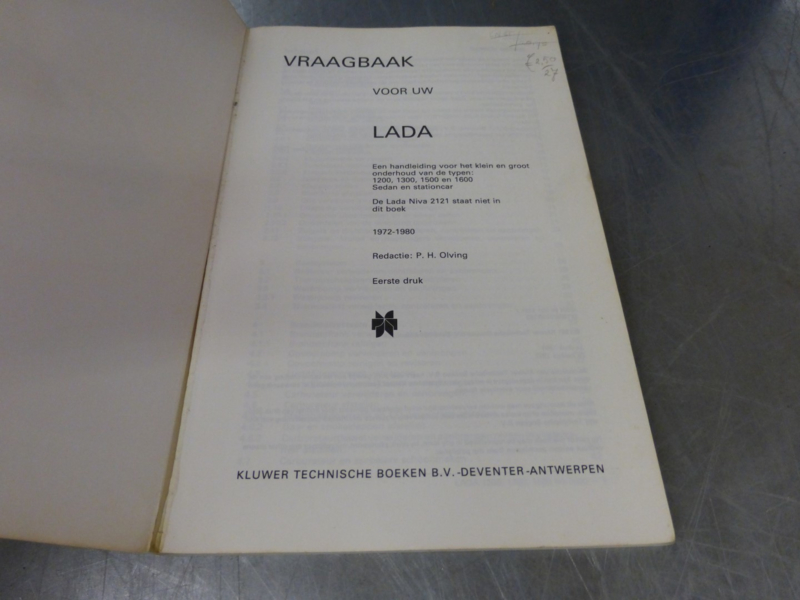 VRAAGBAAK
VOOR UW
LADA
Een handleiding voor het klein en groot
onderhoud van de typen:
1200, 1300, 1500 en 1600
Sedan en stationcar
De Lada Niva 2121 staat niet in
dit boek
1972-1980
Redactie: P. H. Olving
Eerste druk
KLUWER TECHNISCHE BOEKEN B.V.-DEVENTER-ANTWERPEN